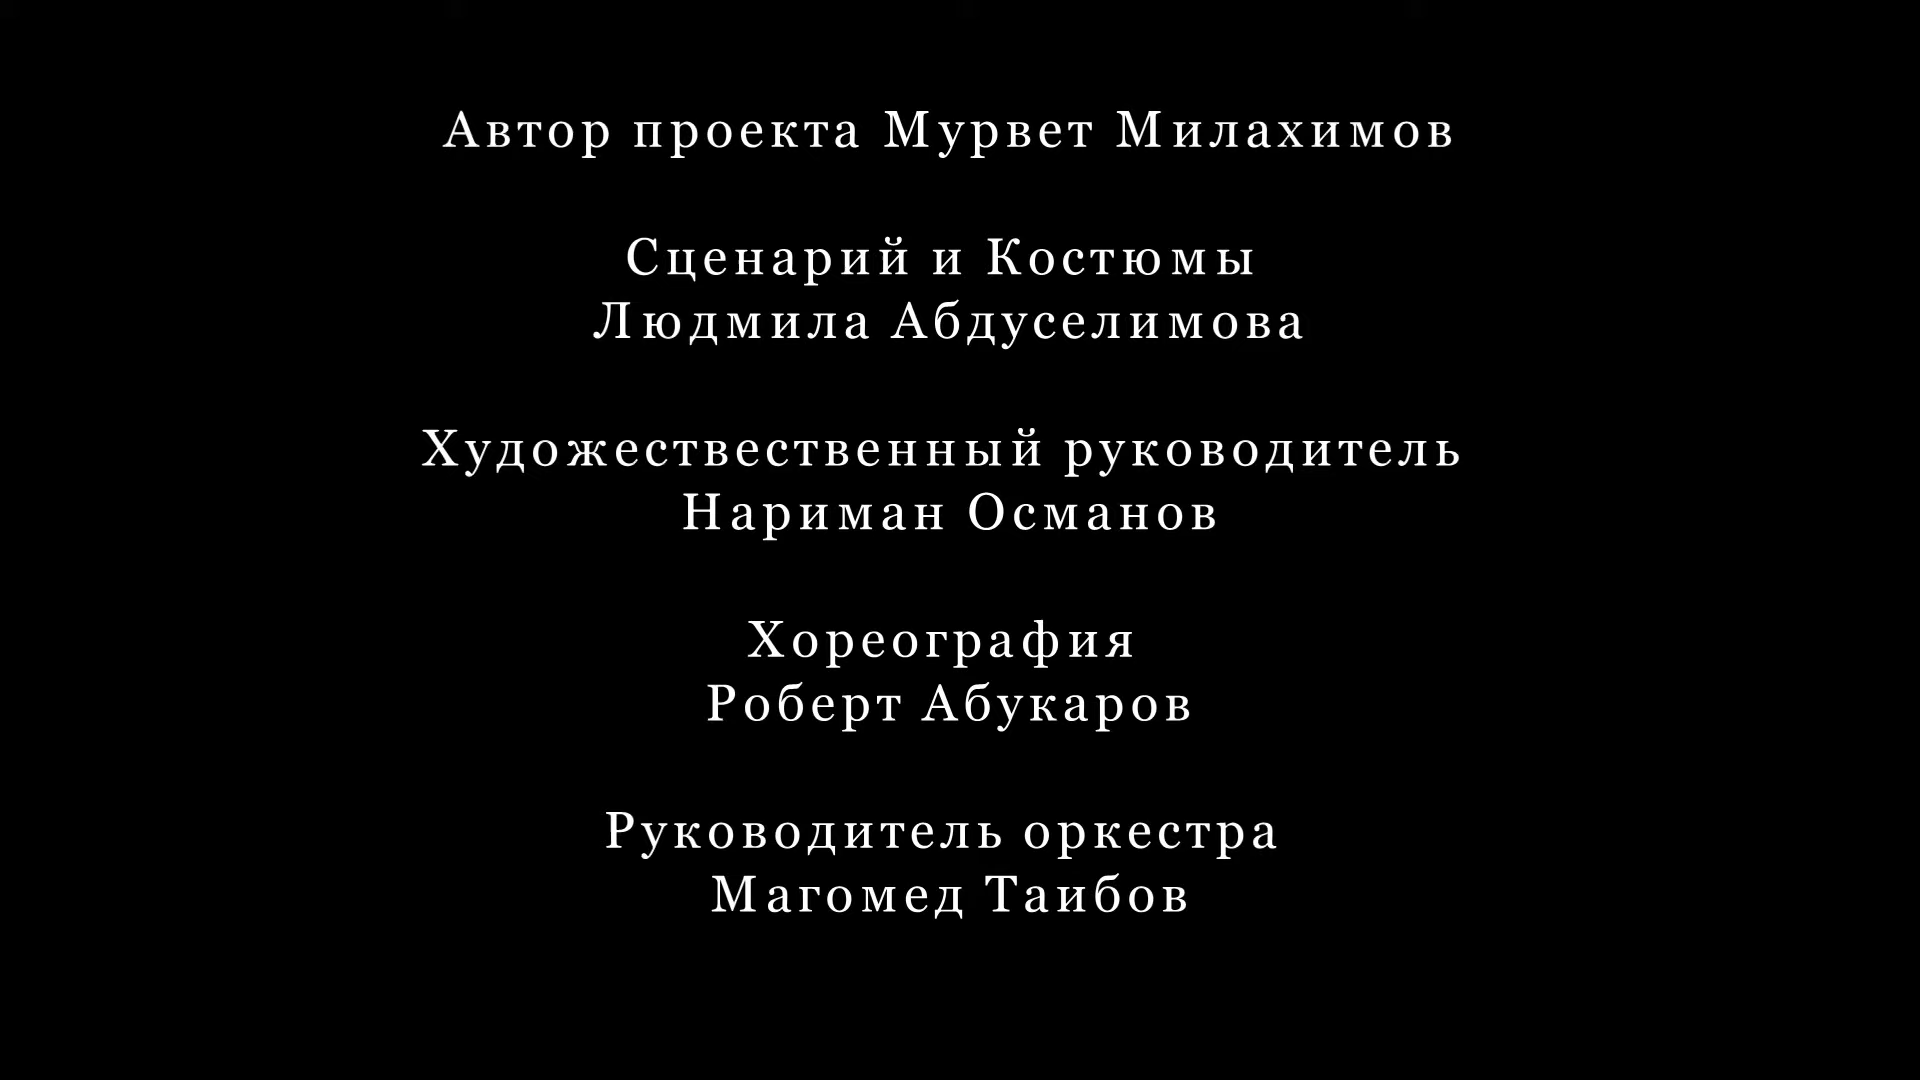 Автор проекта Мурвет Милахимов
Сценарий и Костюмы
Людмила Абдуселимова
Художествественный руководитель
Нариман Османов
Хореография
Роберт Абукаров
Руководитель оркестра
Магомед Таибов